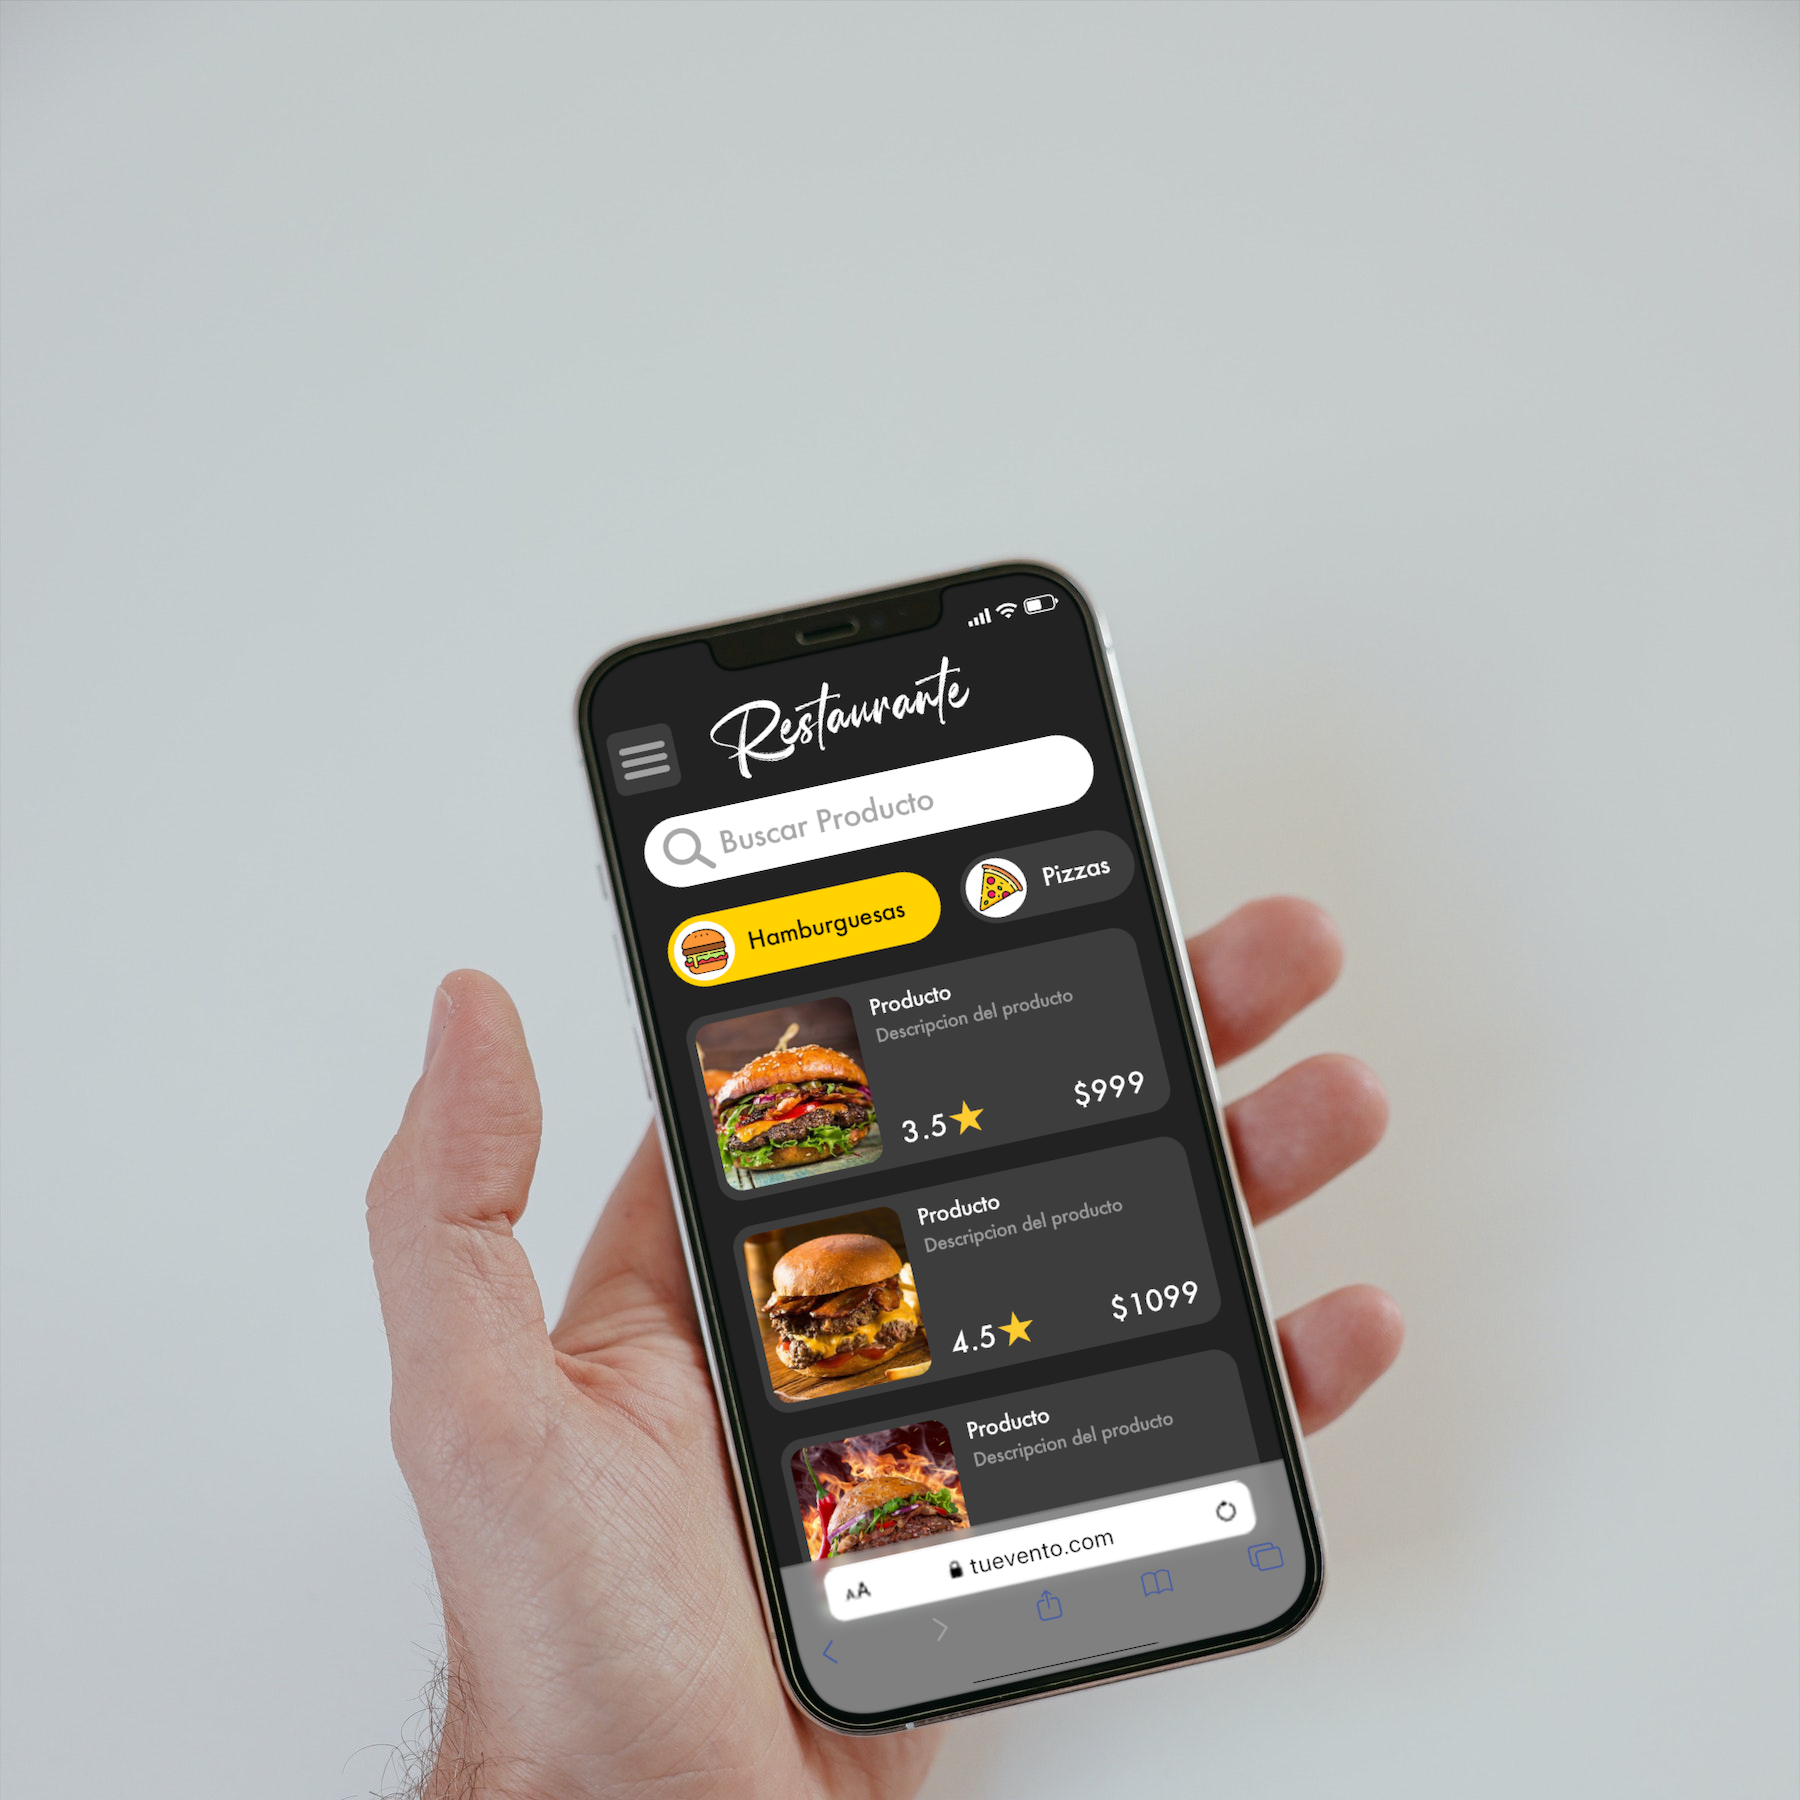 Restaurante
Buscar Producto
Hamburguesas
Pizzas
Producto
Descripcion del producto
3.5
$999
Producto
Descripcion del producto
4.5
$1099
Producto
Descripcion del producto
AA
tuevento.com